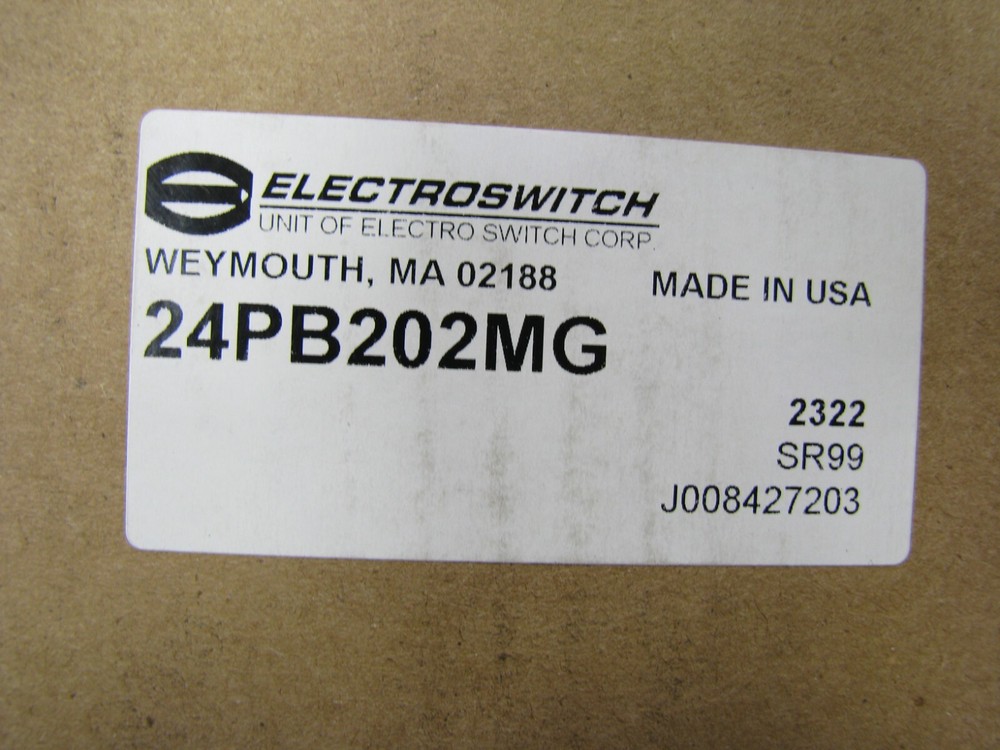 ELECTROSWITCH
UNIT OF ELECTRO SWITCH CORP.
WEYMOUTH, MA 02188 MADE IN USA
24PB202MG
2322
SR99
J008427203